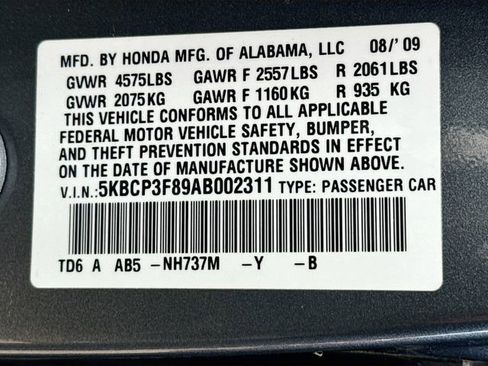 MFD. BY HONDA MFG. OF ALABAMA, LLC 08/'09
GVWR 4575LBS GAWR F 2557LBS R 2061LBS
GVWR 2075KG GAWR F 1160KG R 935 KG
THIS VEHICLE CONFORMS TO ALL APPLICABLE
FEDERAL MOTOR VEHICLE SAFETY, BUMPER,
AND THEFT PREVENTION STANDARDS IN EFFECT
ON THE DATE OF MANUFACTURE SHOWN ABOVE.
V.I.N.: 5KBCP3F89AB002311 TYPE: PASSENGER CAR
TD6 A AB5 -NH737M -Y -B